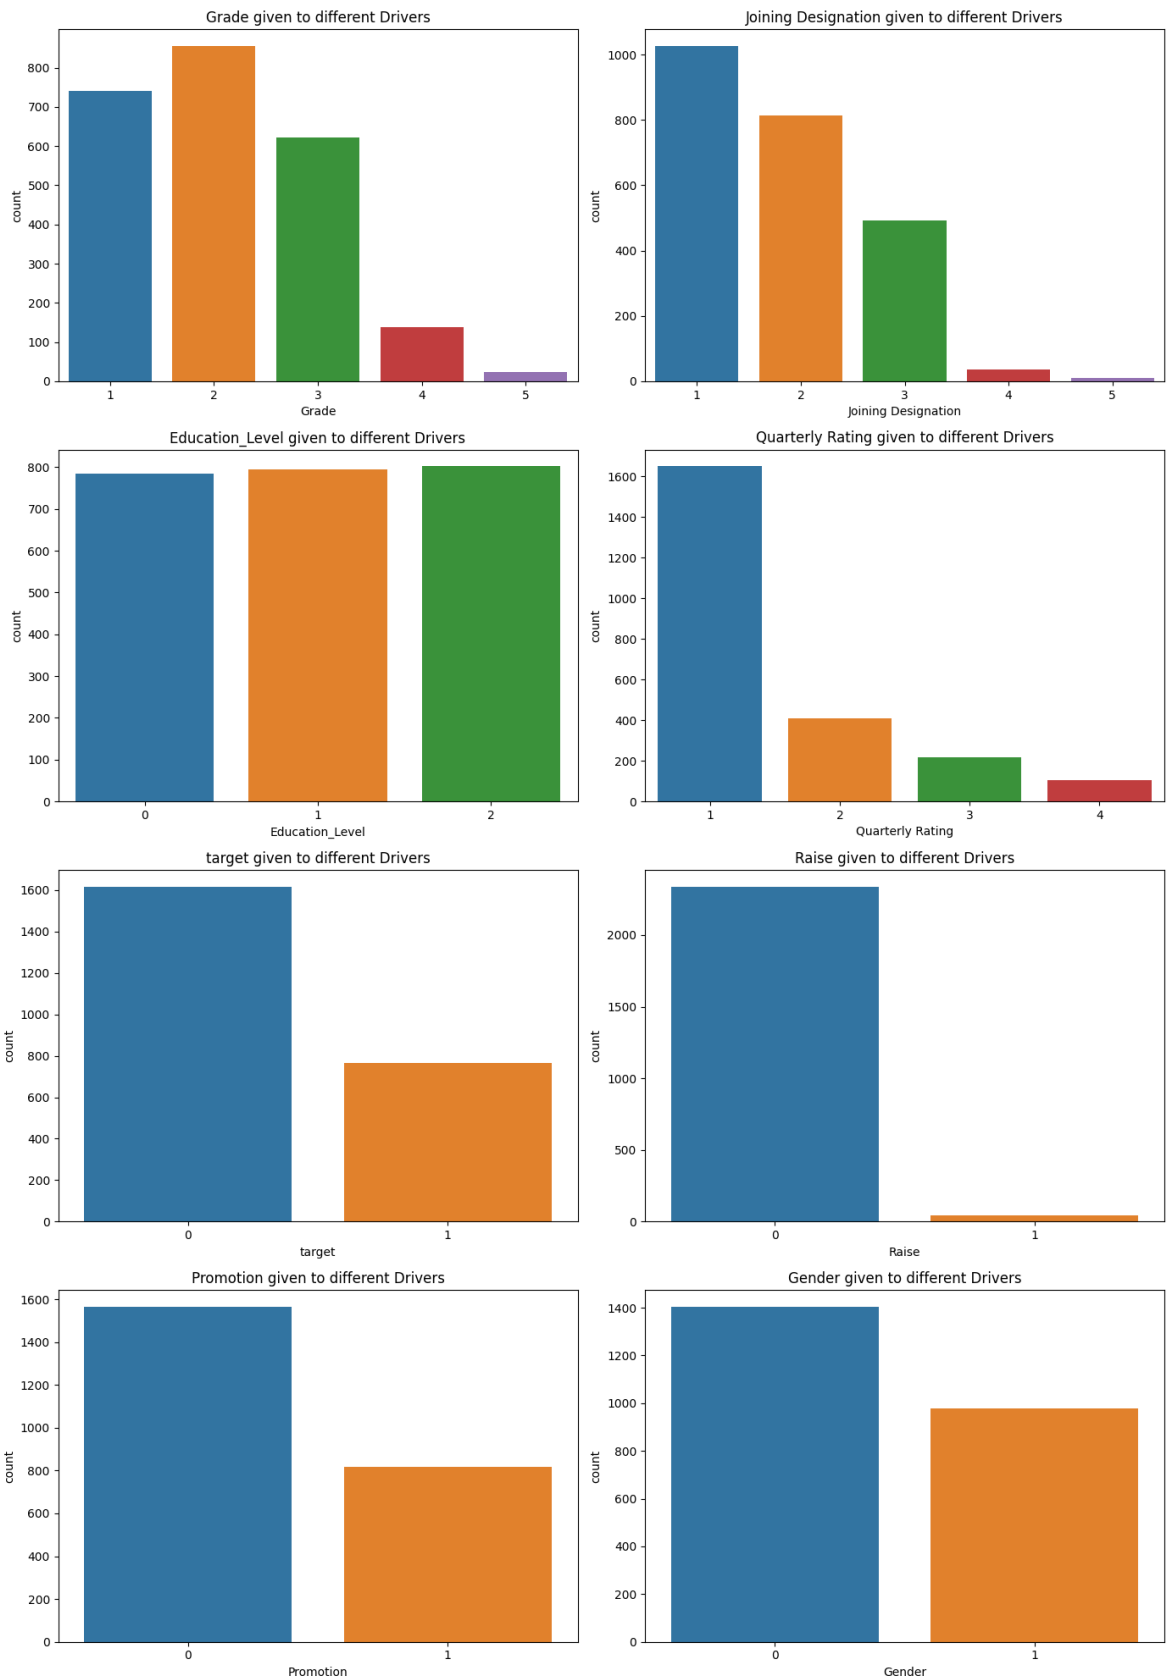 Grade given to different Drivers
800
700
600
500
400
300
200
100
0
count
1 2 3 4 5
Grade
Joining Designation given to different Drivers
1000
800
600
400
200
0
count
1 2 3 4 5
Joining Designation
Education_Level given to different Drivers
800
700
600
500
400
300
200
100
0
count
0 1 2
Education_Level
Quarterly Rating given to different Drivers
1600
1400
1200
1000
800
600
400
200
0
count
1 2 3 4
Quarterly Rating
target given to different Drivers
1600
1400
1200
1000
800
600
400
200
0
count
0 1
target
Raise given to different Drivers
2000
1500
1000
500
0
count
0 1
Raise
Promotion given to different Drivers
1600
1400
1200
1000
800
600
400
200
0
count
0 1
Promotion
Gender given to different Drivers
1400
1200
1000
800
600
400
200
0
count
0 1
Gender